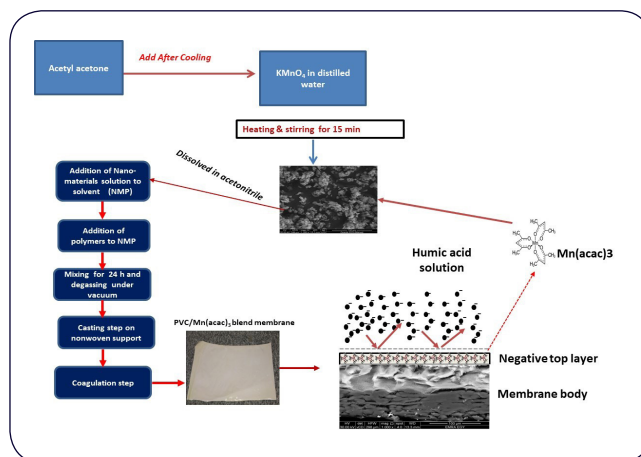 Acetyl acetone
Add After Cooling
KMnO₄ in distilled
water
Heating & stirring for 15 min
Dissolved in acetonitrile
Addition of Nano-
materials solution to
solvent (NMP)
Addition of
polymers to NMP
Mixing for 24 h and
degassing under
vacuum
Casting step on
nonwoven support
Coagulation step
PVC/Mn(acac)₃ blend membrane
Humic acid
solution
Mn(acac)3
Negative top layer
Membrane body